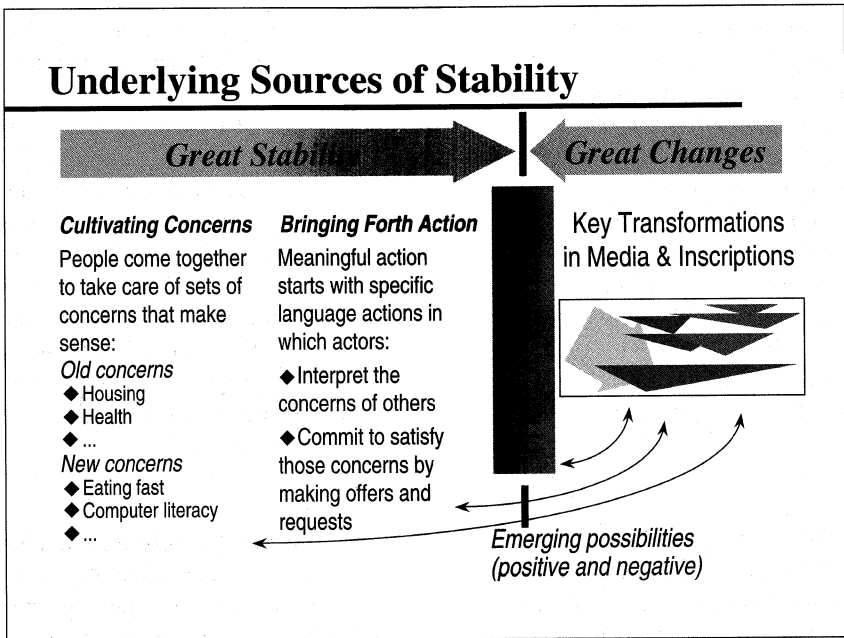 Underlying Sources of Stability
Great Stability
Great Changes
Cultivating Concerns
People come together
to take care of sets of
concerns that make
sense:
Old concerns
◆ Housing
◆ Health
◆ ...
New concerns
◆ Eating fast
◆ Computer literacy
◆ ...
Bringing Forth Action
Meaningful action
starts with specific
language actions in
which actors:
◆ Interpret the
concerns of others
◆ Commit to satisfy
those concerns by
making offers and
requests
Key Transformations
in Media & Inscriptions
Emerging possibilities
(positive and negative)